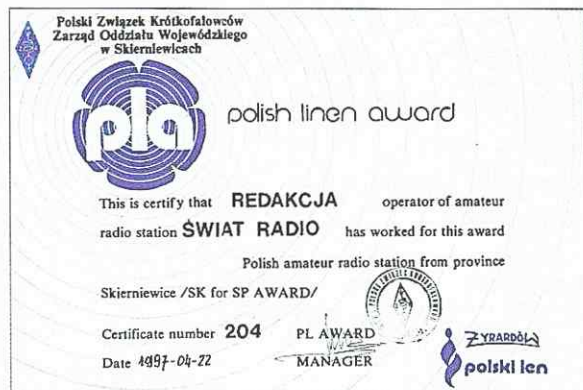 Polski Związek Krótkofalowców
Zarząd Oddziału Wojewódzkiego
w Skierniewicach
pla
polish linen award
This is certify that REDAKCJA operator of amateur
radio station ŚWIAT RADIO has worked for this award
Polish amateur radio station from province
Skierniewice /SK for SP AWARD/
Certificate number 204 PL AWARD
Date 1997-04-22 MANAGER
ŻYRARDÓW
polski len